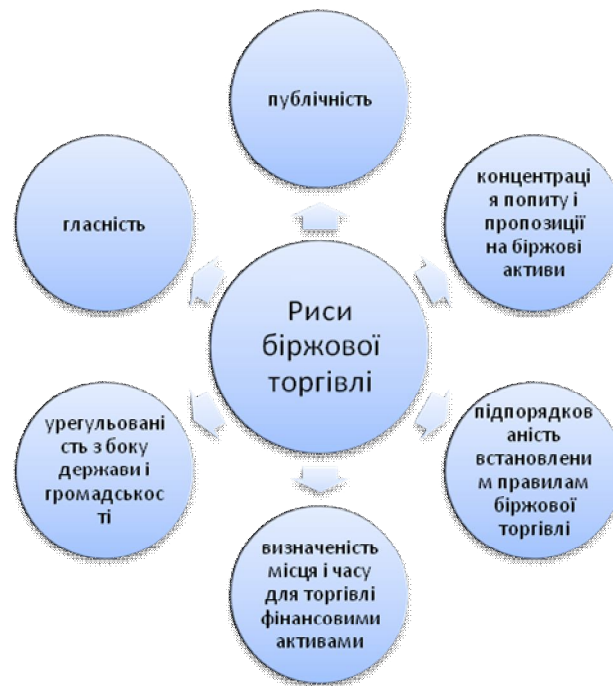 публічність
концентраці
я попиту і
пропозиції
на біржові
активи
гласність
Риси
біржової
торгівлі
урегульовані
сть з боку
держави і
громадськос
ті
підпорядков
аність
встановлени
м правилам
біржової
торгівлі
визначеність
місця і часу
для торгівлі
фінансовими
активами